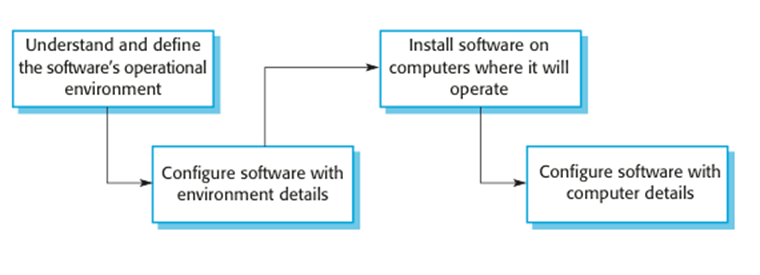 Understand and define
the software's operational
environment
Configure software with
environment details
Install software on
computers where it will
operate
Configure software with
computer details